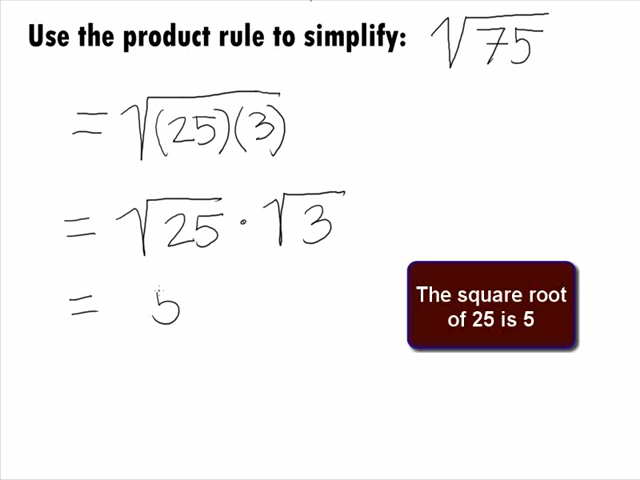 Use the product rule to simplify: √75
= √(25)(3)
= √25 · √3
= 5
The square root
of 25 is 5